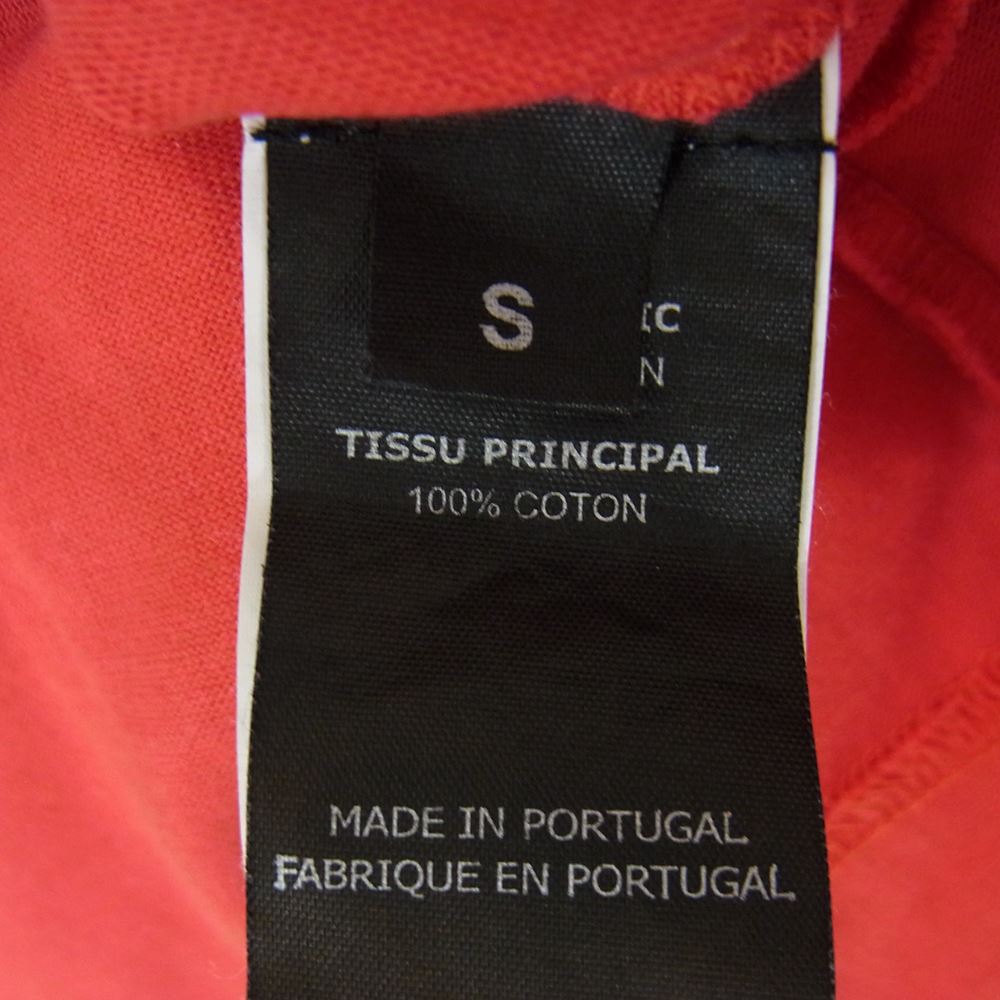 S
TISSU PRINCIPAL
100% COTON
MADE IN PORTUGAL
FABRIQUE EN PORTUGAL